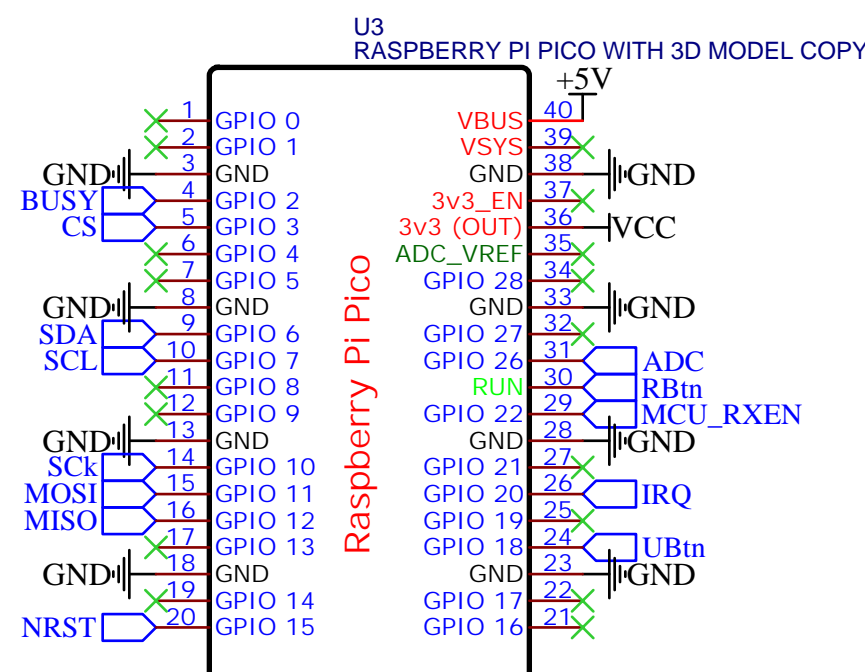 U3
RASPBERRY PI PICO WITH 3D MODEL COPY
+5V
1 GPIO 0 VBUS 40
2 GPIO 1 VSYS 39
GND 3 GND GND 38 GND
BUSY 4 GPIO 2 3v3_EN 37
CS 5 GPIO 3 3v3 (OUT) 36 VCC
6 GPIO 4 ADC_VREF 35
7 GPIO 5 GPIO 28 34
GND 8 GND GND 33 GND
SDA 9 GPIO 6 GPIO 27 32
SCL 10 GPIO 7 GPIO 26 31 ADC
11 GPIO 8 RUN 30 RBtn
12 GPIO 9 GPIO 22 29 MCU_RXEN
GND 13 GND GND 28 GND
SCk 14 GPIO 10 GPIO 21 27
MOSI 15 GPIO 11 GPIO 20 26 IRQ
MISO 16 GPIO 12 GPIO 19 25
17 GPIO 13 GPIO 18 24 UBtn
GND 18 GND GND 23 GND
19 GPIO 14 GPIO 17 22
NRST 20 GPIO 15 GPIO 16 21
Raspberry Pi Pico